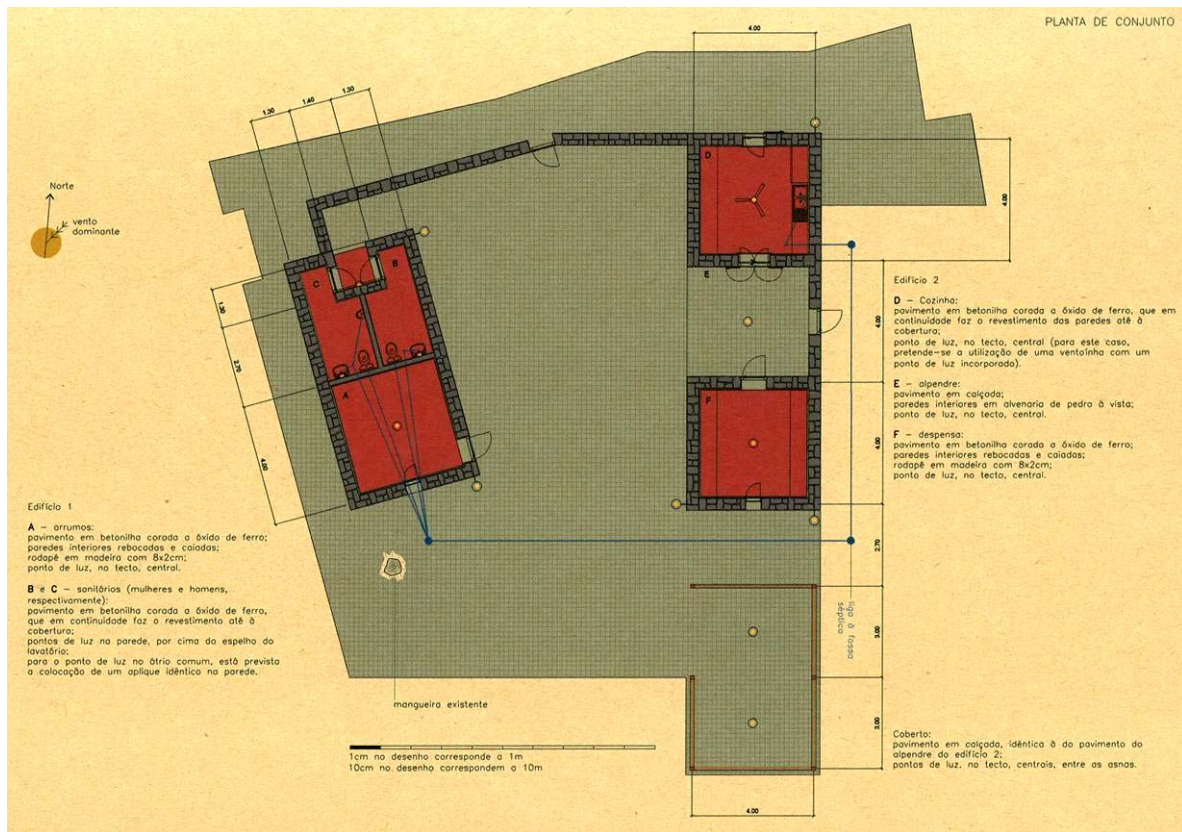 PLANTA DE CONJUNTO
4.00
1.30
1.40
1.30
Norte
vento
dominante
D
4.00
C
B
E
1.30
2.70
4.00
4.00
A
F
4.00
2.70
3.00
3.00
4.00
Edifício 2
D – Cozinha:
pavimento em betonilha corada a óxido de ferro, que em
continuidade faz o revestimento das paredes até à
cobertura;
ponto de luz, no tecto, central (para este caso,
pretende-se a utilização de uma ventoínha com um
ponto de luz incorporado).
E – alpendre:
pavimento em calçada;
paredes interiores em alvenaria de pedra à vista;
ponto de luz, no tecto, central.
F – despensa:
pavimento em betonilha corada a óxido de ferro;
paredes interiores rebocadas e caiadas;
rodapé em madeira com 8x2cm;
ponto de luz, no tecto, central.
Edifício 1
A – arrumos:
pavimento em betonilha corada a óxido de ferro;
paredes interiores rebocadas e caiadas;
rodapé em madeira com 8x2cm;
ponto de luz, no tecto, central.
B e C – sanitários (mulheres e homens,
respectivamente):
pavimento em betonilha corada a óxido de ferro,
que em continuidade faz o revestimento até à
cobertura;
pontos de luz na parede, por cima do espelho do
lavatório;
para o ponto de luz no átrio comum, está prevista
a colocação de um aplique idêntico na parede.
liga à fossa
séptica
mangueira existente
1cm no desenho corresponde a 1m
10cm no desenho correspondem a 10m
Coberto:
pavimento em calçada, idêntica à do pavimento do
alpendre do edifício 2;
pontos de luz, no tecto, centrais, entre as asnas.